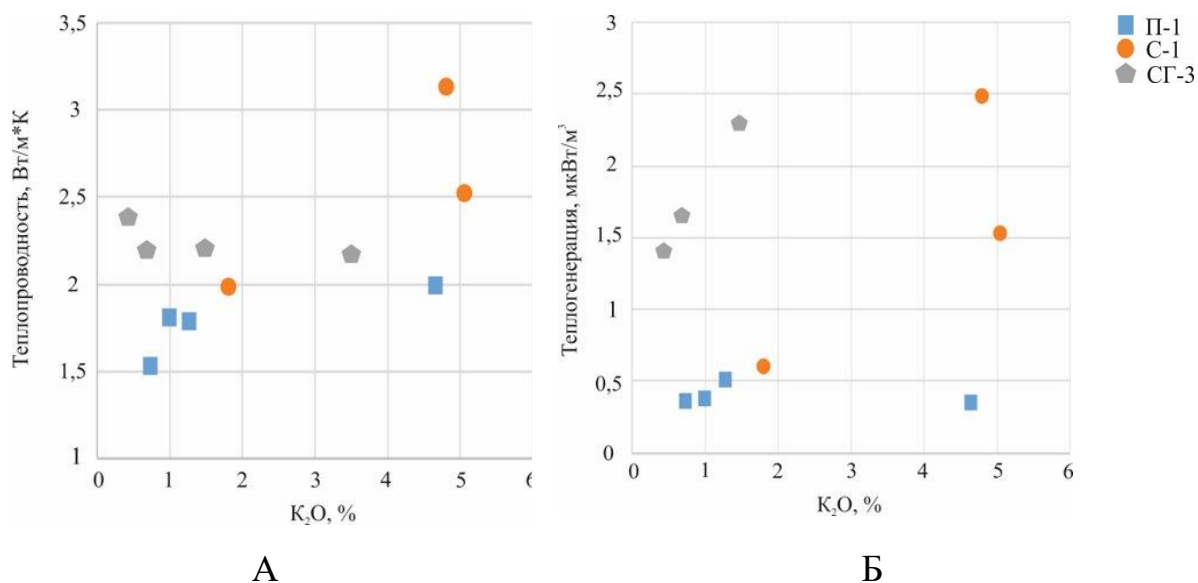 Теплопроводность, Вт/м*К
3,5
3
2,5
2
1,5
1
0 1 2 3 4 5 6
K₂O, %
А
Теплогенерация, мкВт/м³
3
2,5
2
1,5
1
0,5
0
0 1 2 3 4 5 6
K₂O, %
Б
П-1
С-1
СГ-3